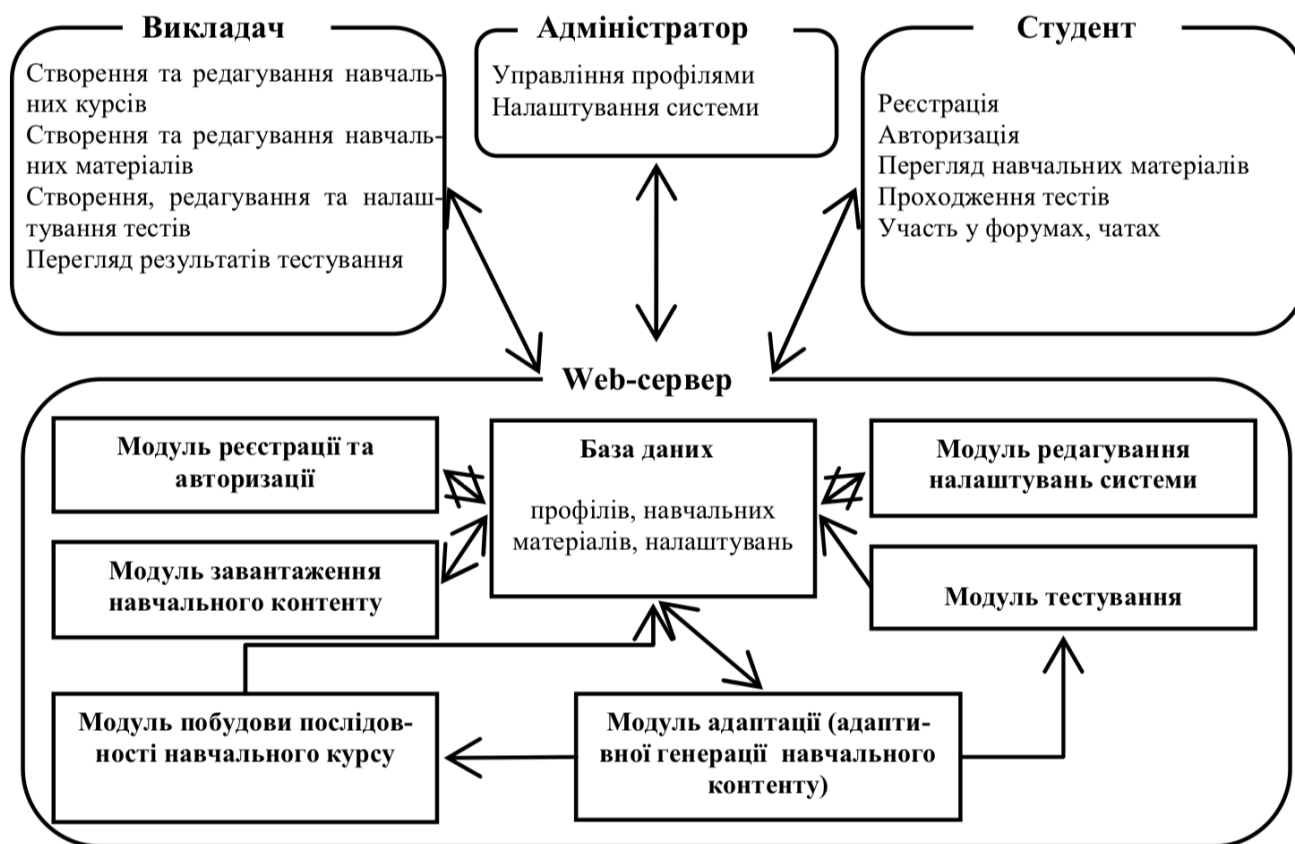 Викладач
Створення та редагування навчаль-
них курсів
Створення та редагування навчаль-
них матеріалів
Створення, редагування та налаш-
тування тестів
Перегляд результатів тестування
Адміністратор
Управління профілями
Налаштування системи
Студент
Реєстрація
Авторизація
Перегляд навчальних матеріалів
Проходження тестів
Участь у форумах, чатах
Web-сервер
Модуль реєстрації та
авторизації
База даних
профілів, навчальних
матеріалів, налаштувань
Модуль редагування
налаштувань системи
Модуль завантаження
навчального контенту
Модуль тестування
Модуль побудови послідов-
ності навчального курсу
Модуль адаптації (адапти-
вної генерації навчального
контенту)